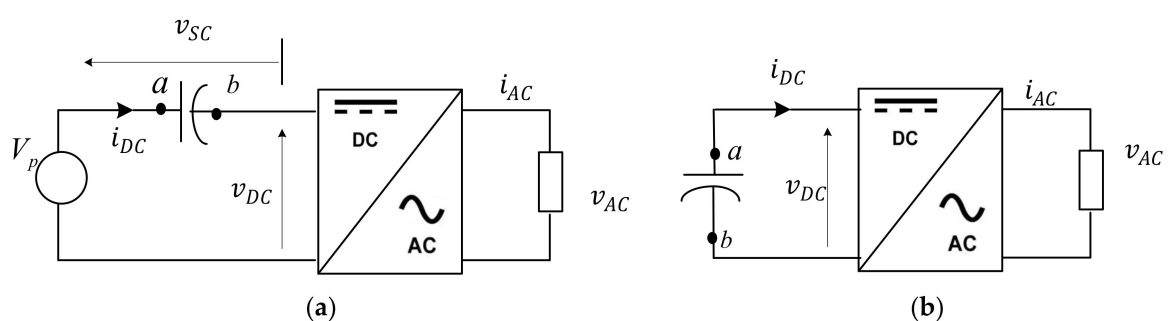 v_SC
a
b
i_DC
V_p
v_DC
DC
AC
i_AC
v_AC
(a)
i_DC
a
b
v_DC
DC
AC
i_AC
v_AC
(b)